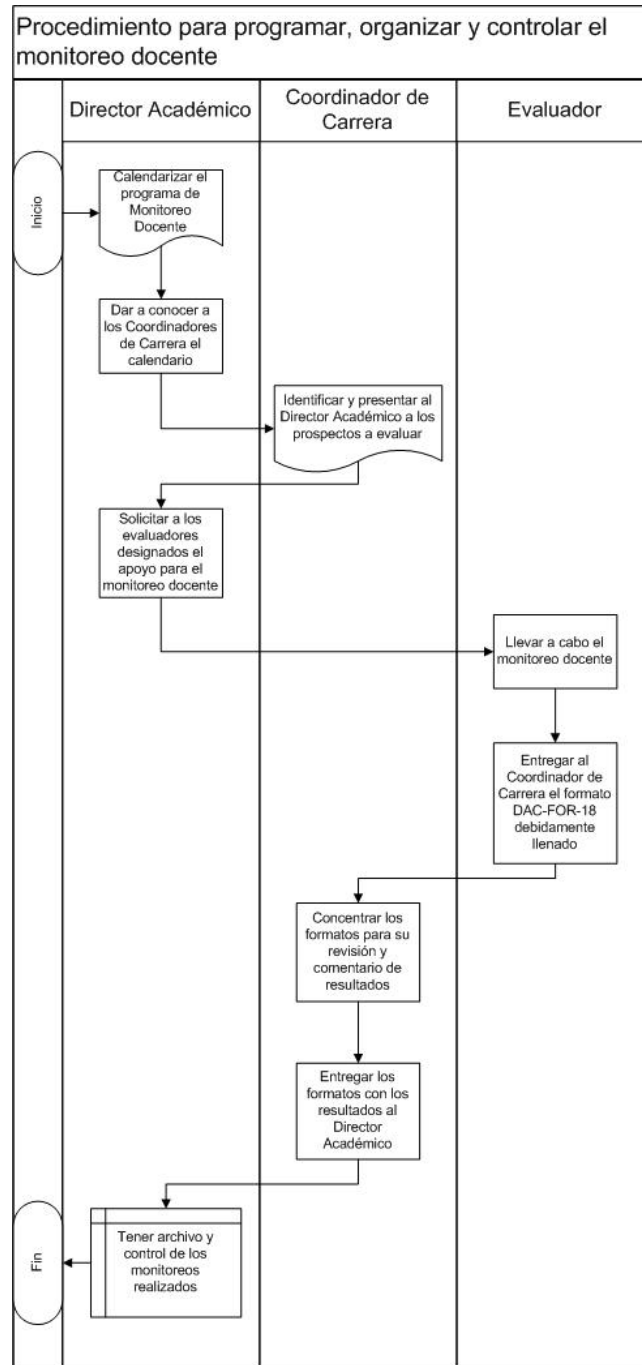 Procedimiento para programar, organizar y controlar el
monitoreo docente
Director Académico
Coordinador de
Carrera
Evaluador
Inicio
Calendarizar el
programa de
Monitoreo
Docente
Dar a conocer a
los Coordinadores
de Carrera el
calendario
Identificar y presentar al
Director Académico a los
prospectos a evaluar
Solicitar a los
evaluadores
designados el
apoyo para el
monitoreo docente
Llevar a cabo el
monitoreo docente
Entregar al
Coordinador de
Carrera el formato
DAC-FOR-18
debidamente
llenado
Concentrar los
formatos para su
revisión y
comentario de
resultados
Entregar los
formatos con los
resultados al
Director
Académico
Tener archivo y
control de los
monitoreos
realizados
Fin